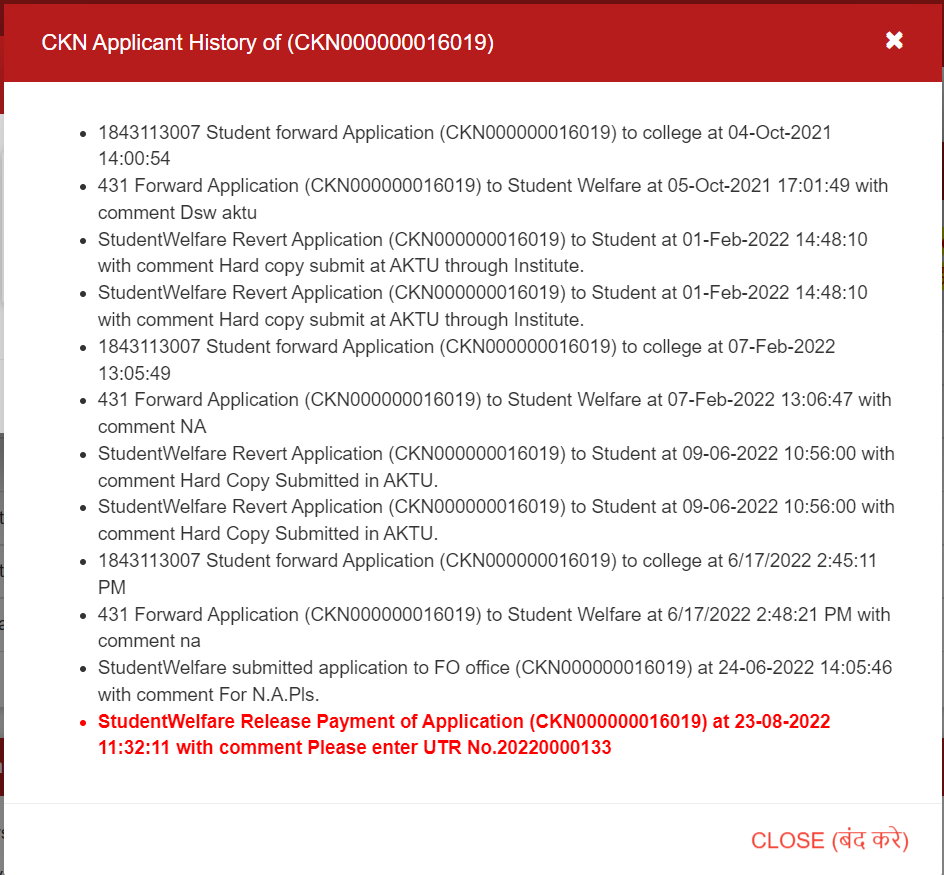 CKN Applicant History of (CKN000000016019)
✖
• 1843113007 Student forward Application (CKN000000016019) to college at 04-Oct-2021
14:00:54
• 431 Forward Application (CKN000000016019) to Student Welfare at 05-Oct-2021 17:01:49 with
comment Dsw aktu
• StudentWelfare Revert Application (CKN000000016019) to Student at 01-Feb-2022 14:48:10
with comment Hard copy submit at AKTU through Institute.
• StudentWelfare Revert Application (CKN000000016019) to Student at 01-Feb-2022 14:48:10
with comment Hard copy submit at AKTU through Institute.
• 1843113007 Student forward Application (CKN000000016019) to college at 07-Feb-2022
13:05:49
• 431 Forward Application (CKN000000016019) to Student Welfare at 07-Feb-2022 13:06:47 with
comment NA
• StudentWelfare Revert Application (CKN000000016019) to Student at 09-06-2022 10:56:00 with
comment Hard Copy Submitted in AKTU.
• StudentWelfare Revert Application (CKN000000016019) to Student at 09-06-2022 10:56:00 with
comment Hard Copy Submitted in AKTU.
• 1843113007 Student forward Application (CKN000000016019) to college at 6/17/2022 2:45:11
PM
• 431 Forward Application (CKN000000016019) to Student Welfare at 6/17/2022 2:48:21 PM with
comment na
• StudentWelfare submitted application to FO office (CKN000000016019) at 24-06-2022 14:05:46
with comment For N.A.Pls.
• StudentWelfare Release Payment of Application (CKN000000016019) at 23-08-2022
11:32:11 with comment Please enter UTR No.20220000133
CLOSE (बंद करे)